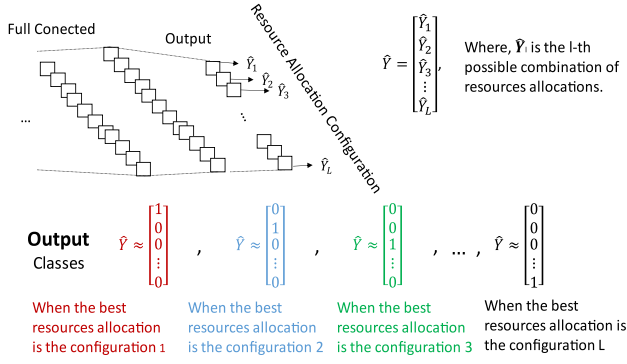 Full Conected
Output
Ŷ₁
Ŷ₂
Ŷ₃
...
...
Ŷ_L
Resource Allocation Configuration
Ŷ = [Ŷ₁ Ŷ₂ Ŷ₃ ⋮ Ŷ_L],
Where, Ŷₗ is the l-th
possible combination of
resources allocations.
Output
Classes
Ŷ ≈ [1 0 0 ⋮ 0] , Ŷ ≈ [0 1 0 ⋮ 0] , Ŷ ≈ [0 0 1 ⋮ 0] , ... , Ŷ ≈ [0 0 0 ⋮ 1]
When the best
resources allocation
is the configuration 1
When the best
resources allocation
is the configuration 2
When the best
resources allocation
is the configuration 3
When the best
resources allocation is
the configuration L